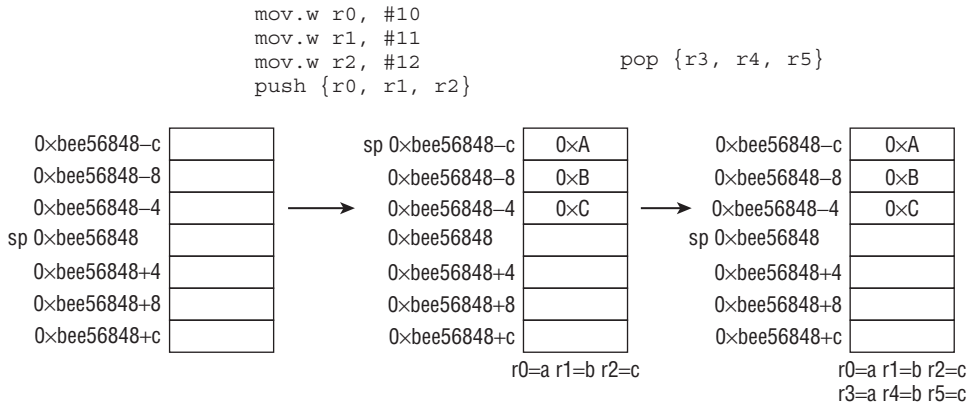 mov.w r0, #10
mov.w r1, #11
mov.w r2, #12
push {r0, r1, r2}
pop {r3, r4, r5}
0×bee56848–c
0×bee56848–8
0×bee56848–4
sp 0×bee56848
0×bee56848+4
0×bee56848+8
0×bee56848+c
sp 0×bee56848–c 0×A
0×bee56848–8 0×B
0×bee56848–4 0×C
0×bee56848
0×bee56848+4
0×bee56848+8
0×bee56848+c
r0=a r1=b r2=c
0×bee56848–c 0×A
0×bee56848–8 0×B
0×bee56848–4 0×C
sp 0×bee56848
0×bee56848+4
0×bee56848+8
0×bee56848+c
r0=a r1=b r2=c
r3=a r4=b r5=c